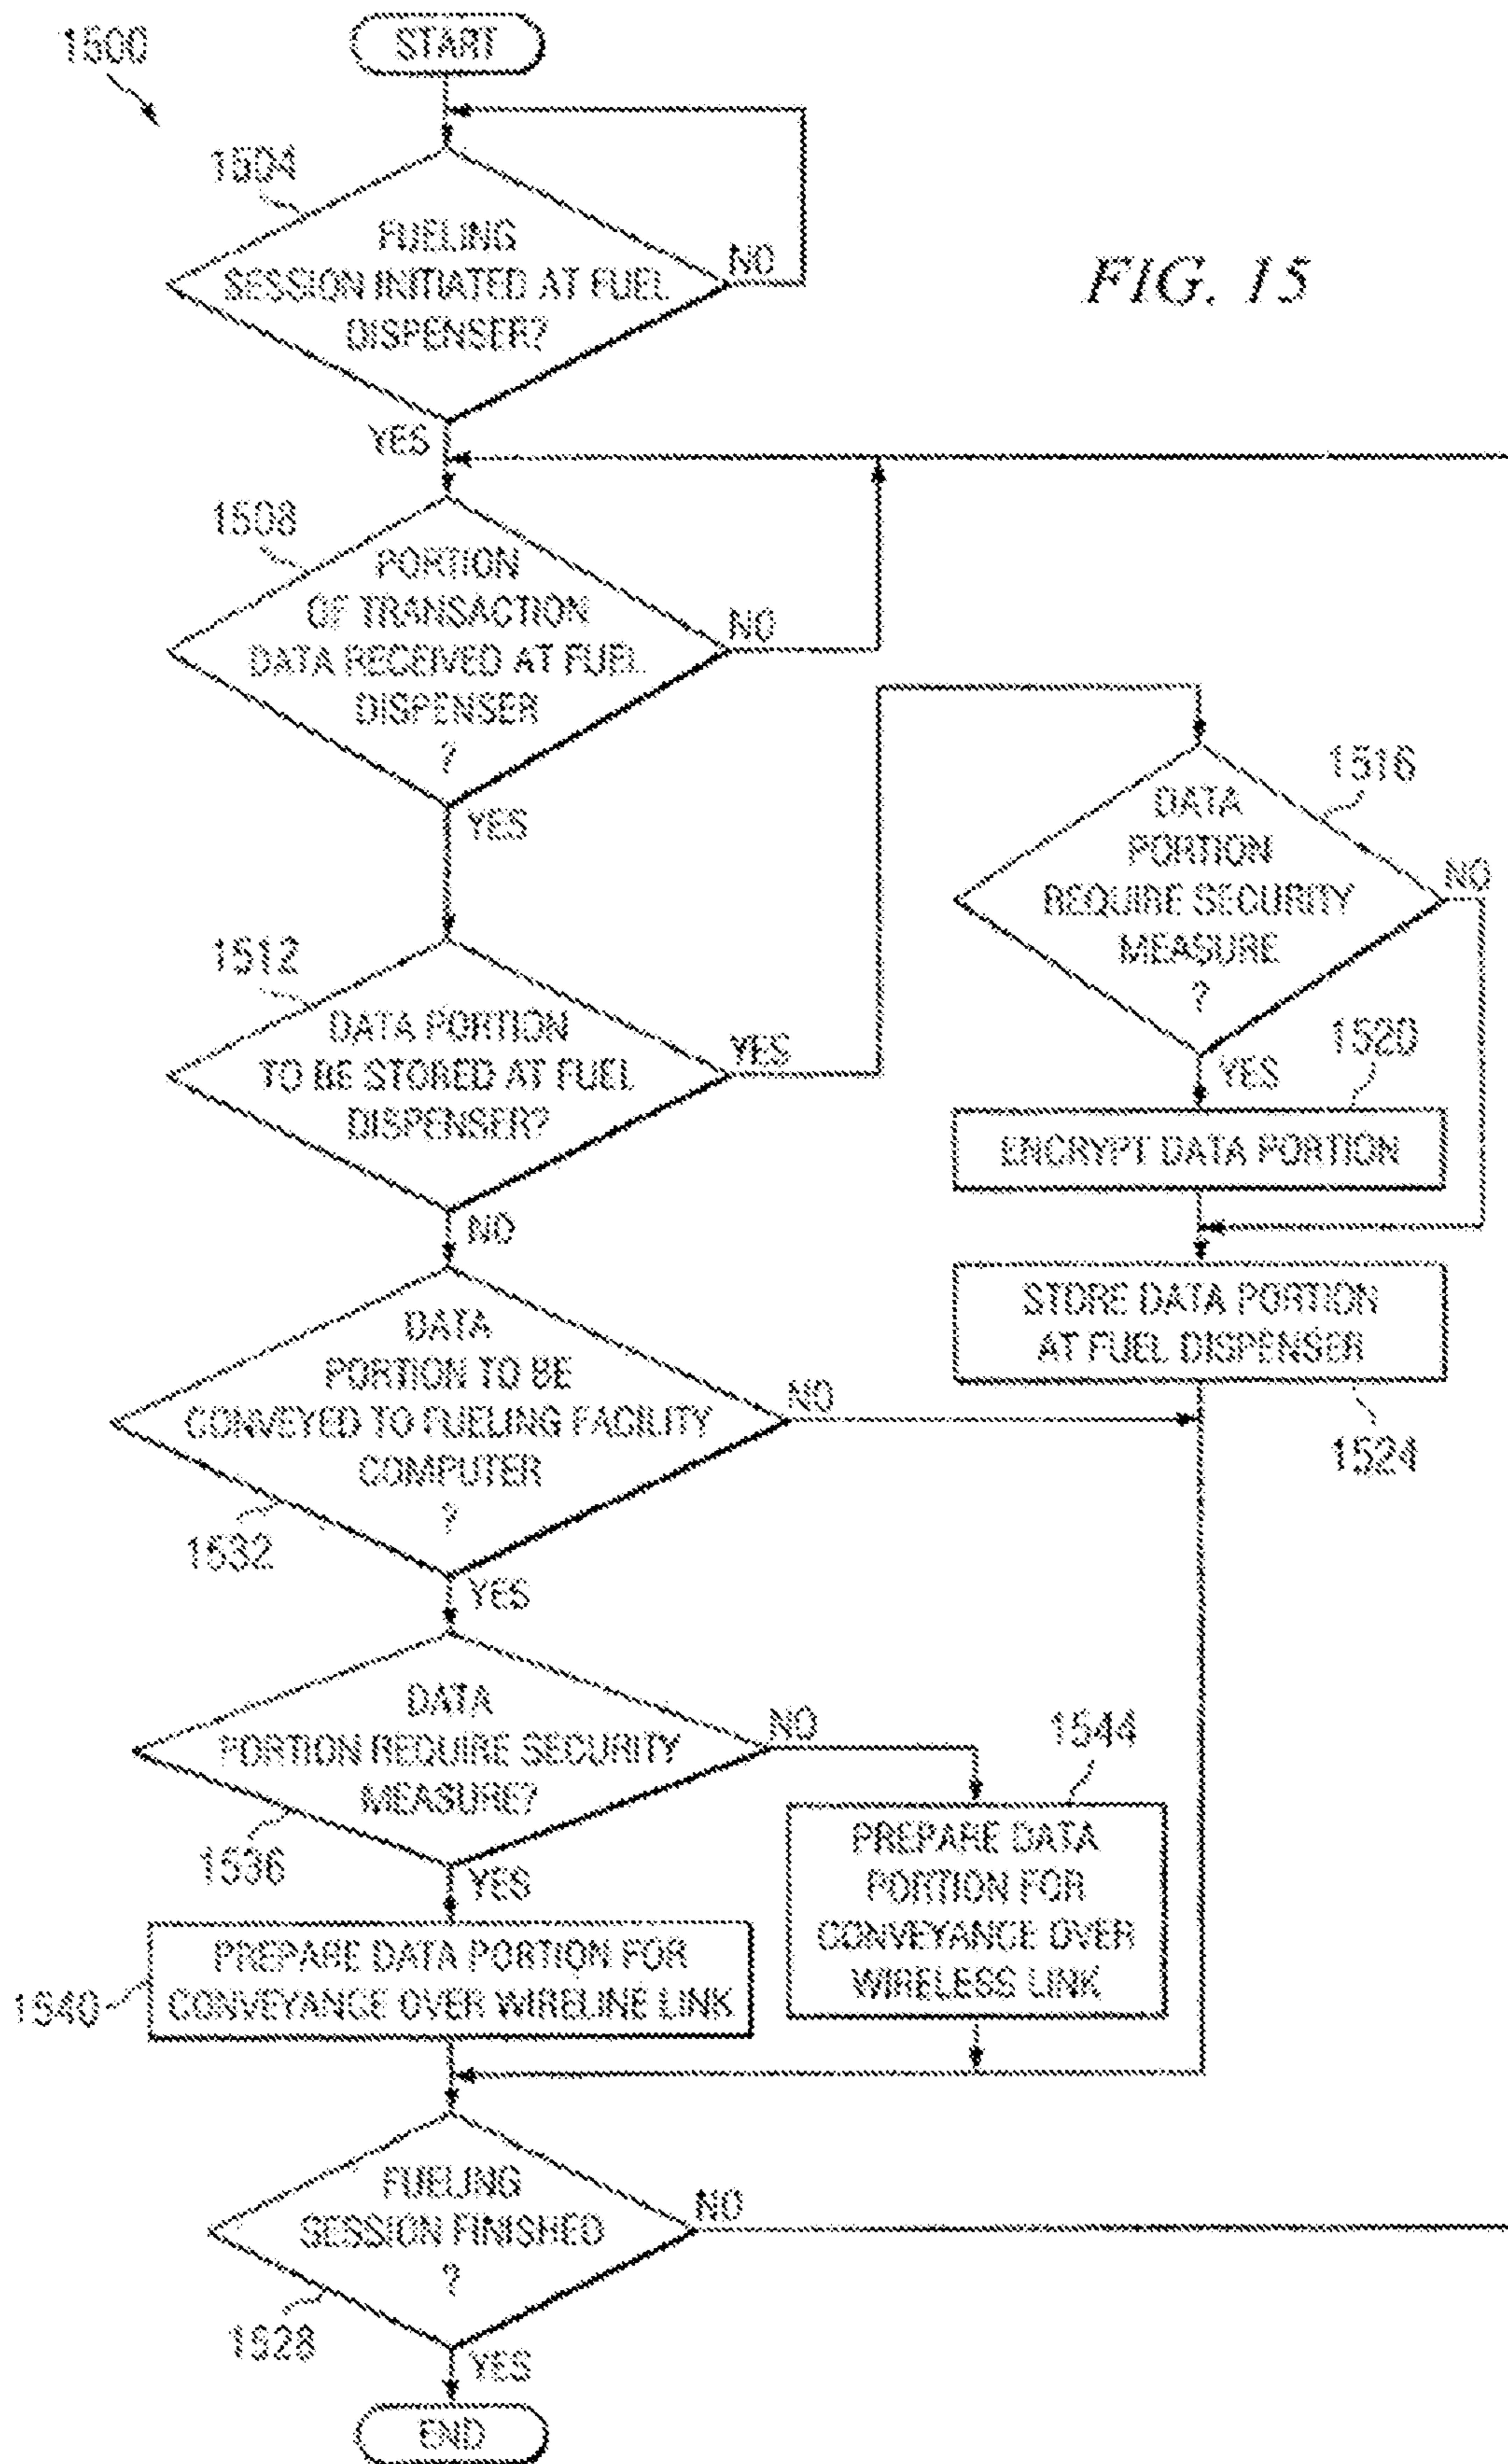 1500
START
1504
FUELING
SESSION INITIATED AT FUEL
DISPENSER?
NO
FIG. 15
YES
1508
PORTION
OF TRANSACTION
DATA RECEIVED AT FUEL
DISPENSER
?
NO
YES
1512
DATA PORTION
TO BE STORED AT FUEL
DISPENSER?
YES
NO
1516
DATA
PORTION
REQUIRE SECURITY
MEASURE
?
NO
YES
1520
ENCRYPT DATA PORTION
STORE DATA PORTION
AT FUEL DISPENSER
1524
DATA
PORTION TO BE
CONVEYED TO FUELING FACILITY
COMPUTER
?
NO
1532
YES
DATA
PORTION REQUIRE SECURITY
MEASURE?
NO
1536
YES
1544
PREPARE DATA
PORTION FOR
CONVEYANCE OVER
WIRELESS LINK
1540
PREPARE DATA PORTION FOR
CONVEYANCE OVER WIRELINE LINK
FUELING
SESSION FINISHED
?
NO
1528
YES
END